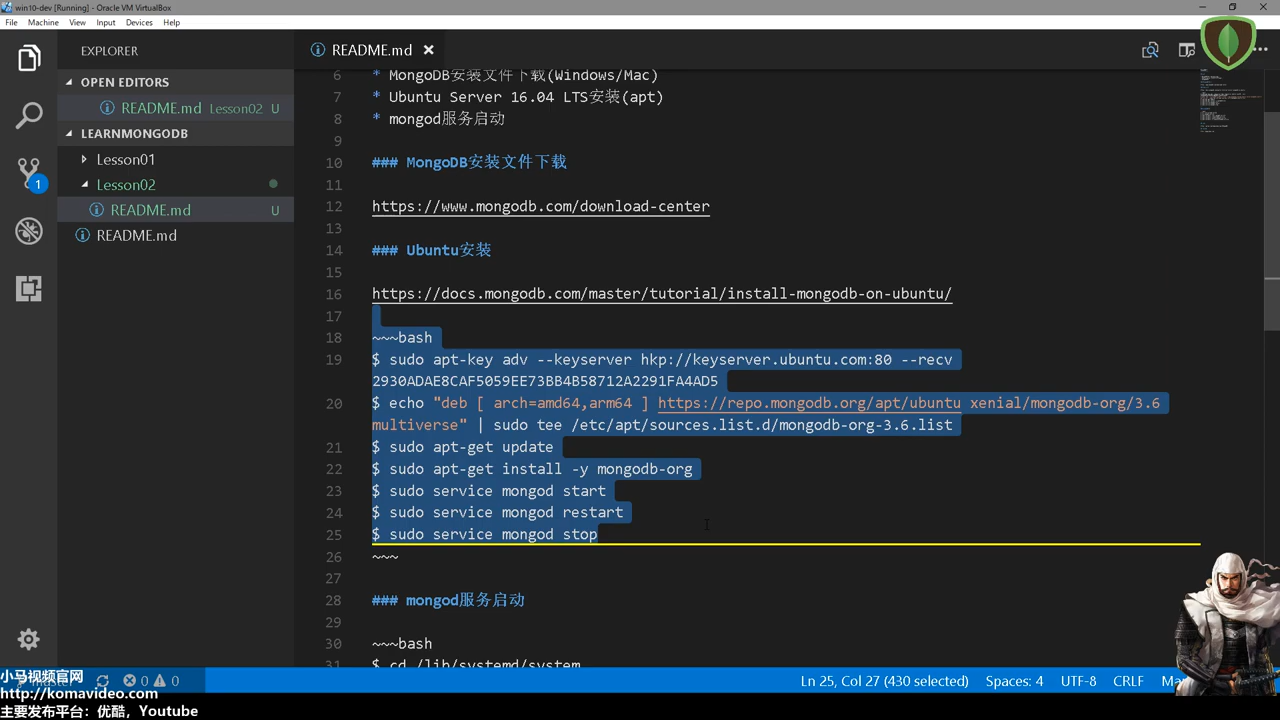 win10-dev [Running] - Oracle VM VirtualBox
File Machine View Input Devices Help
EXPLORER
OPEN EDITORS
README.md Lesson02 U
LEARNMONGODB
Lesson01
Lesson02
README.md U
README.md
1
README.md
6 * MongoDB安装文件下载(Windows/Mac)
7 * Ubuntu Server 16.04 LTS安装(apt)
8 * mongod服务启动
9
10 ### MongoDB安装文件下载
11
12 https://www.mongodb.com/download-center
13
14 ### Ubuntu安装
15
16 https://docs.mongodb.com/master/tutorial/install-mongodb-on-ubuntu/
17
18 ~~~bash
19 $ sudo apt-key adv --keyserver hkp://keyserver.ubuntu.com:80 --recv
2930ADAE8CAF5059EE73BB4B58712A2291FA4AD5
20 $ echo "deb [ arch=amd64,arm64 ] https://repo.mongodb.org/apt/ubuntu xenial/mongodb-org/3.6
multiverse" | sudo tee /etc/apt/sources.list.d/mongodb-org-3.6.list
21 $ sudo apt-get update
22 $ sudo apt-get install -y mongodb-org
23 $ sudo service mongod start
24 $ sudo service mongod restart
25 $ sudo service mongod stop
26 ~~~
27
28 ### mongod服务启动
29
30 ~~~bash
31 $ cd /lib/systemd/system
小马视频官网
http://komavideo.com
主要发布平台：优酷，Youtube
0 0
Ln 25, Col 27 (430 selected) Spaces: 4 UTF-8 CRLF